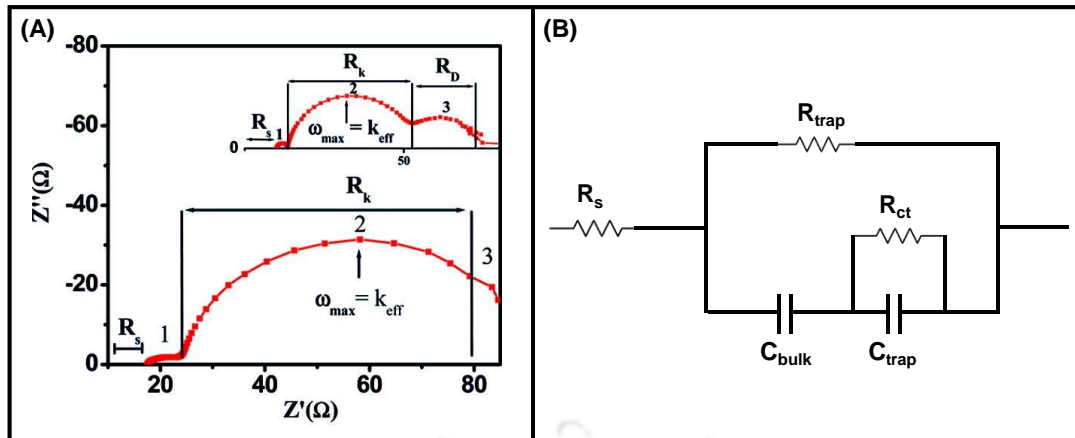 (A)
-80
-60
-40
-20
0
Z''(Ω)
20 40 60 80
Z'(Ω)
R_k R_D
R_s 1 2 3
ω_max = k_eff
0 50
R_k
R_s 1 2 3
ω_max = k_eff
(B)
R_trap
R_s
R_ct
C_bulk C_trap